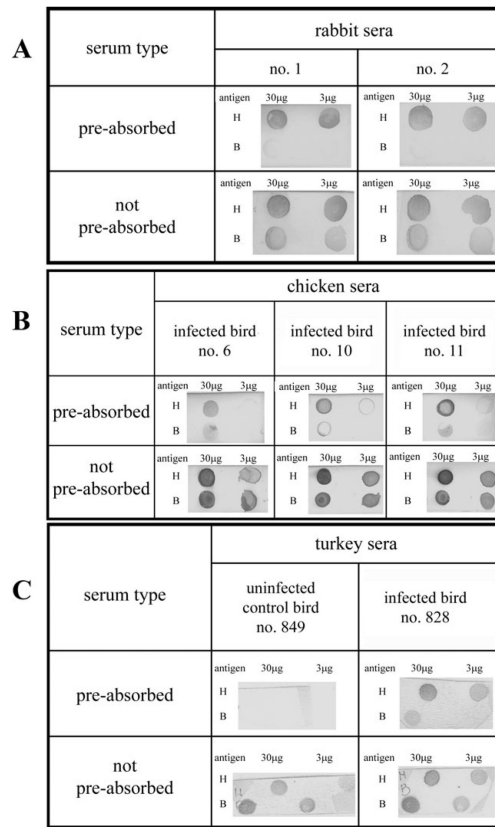 A
serum type
rabbit sera
no. 1
no. 2
pre-absorbed
antigen 30µg 3µg
H
B
antigen 30µg 3µg
H
B
not
pre-absorbed
antigen 30µg 3µg
H
B
antigen 30µg 3µg
H
B
B
serum type
chicken sera
infected bird
no. 6
infected bird
no. 10
infected bird
no. 11
pre-absorbed
antigen 30µg 3µg
H
B
antigen 30µg 3µg
H
B
antigen 30µg 3µg
H
B
not
pre-absorbed
antigen 30µg 3µg
H
B
antigen 30µg 3µg
H
B
antigen 30µg 3µg
H
B
C
serum type
turkey sera
uninfected
control bird
no. 849
infected bird
no. 828
pre-absorbed
antigen 30µg 3µg
H
B
antigen 30µg 3µg
H
B
not
pre-absorbed
antigen 30µg 3µg
H
B
antigen 30µg 3µg
H
B
H
B